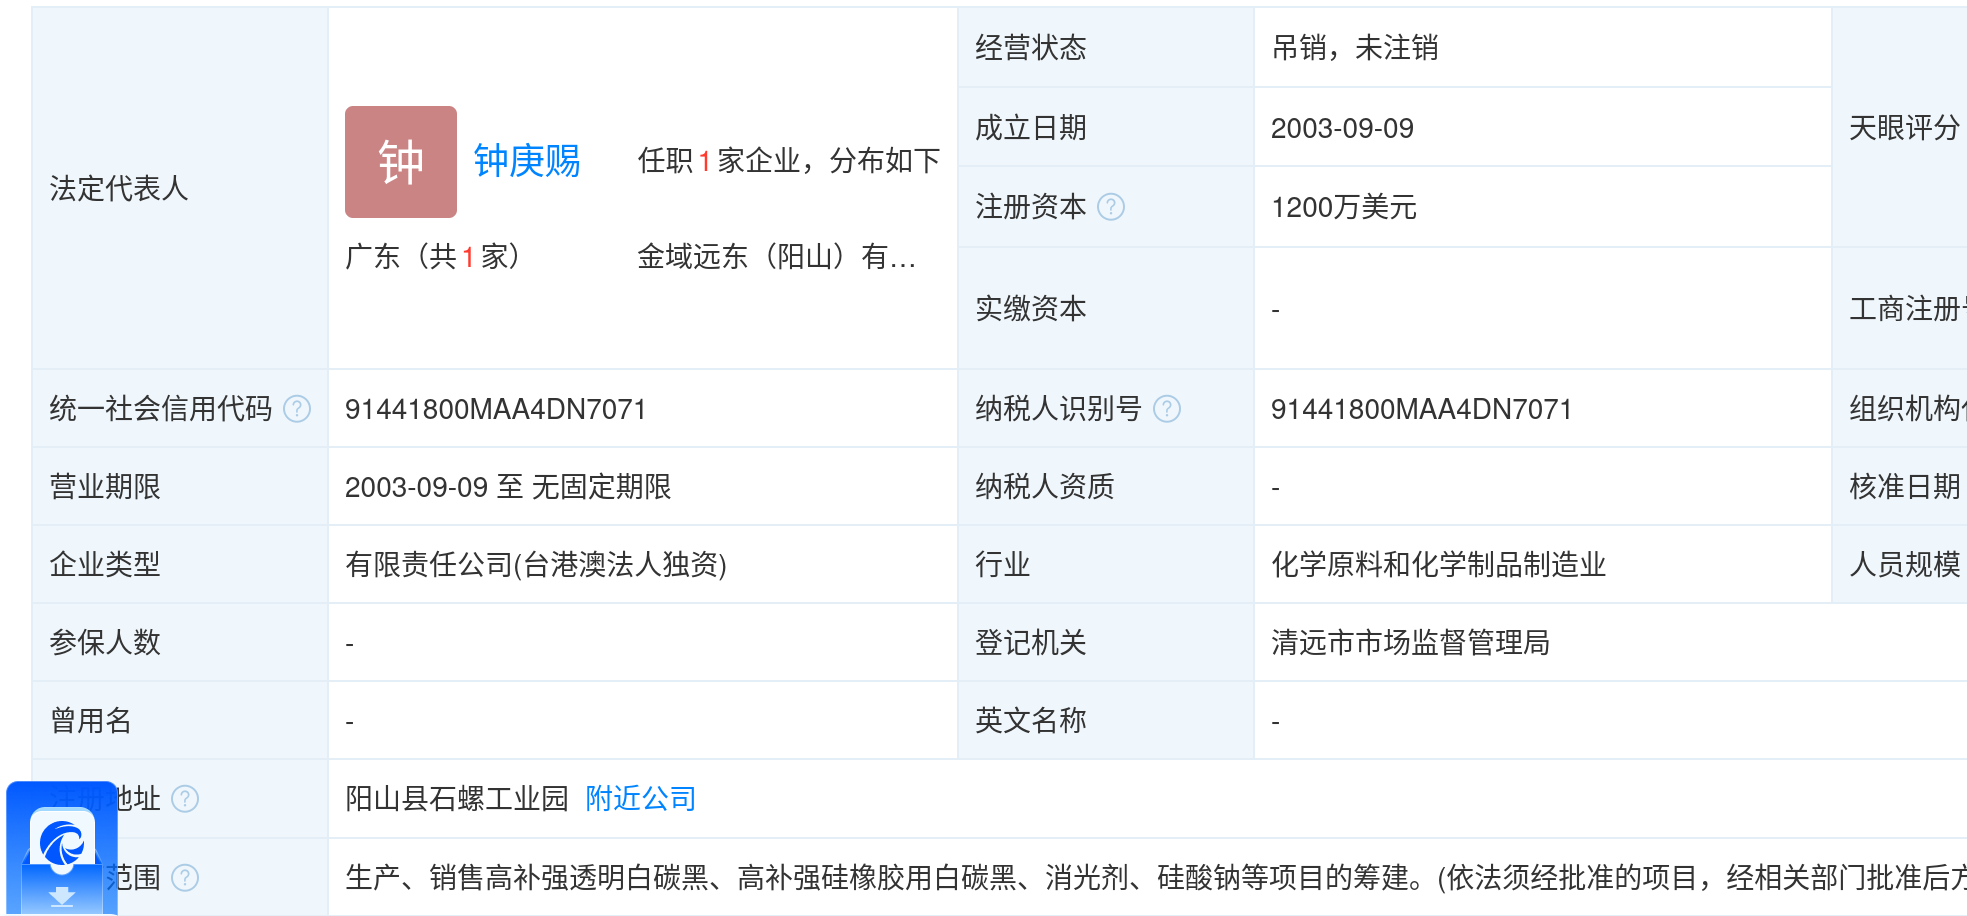 法定代表人
钟
钟庚赐
任职1家企业，分布如下
广东（共1家）
金域远东（阳山）有...
经营状态
吊销，未注销
成立日期
2003-09-09
天眼评分
注册资本 ?
1200万美元
实缴资本
-
工商注册号
统一社会信用代码 ?
91441800MAA4DN7071
纳税人识别号 ?
91441800MAA4DN7071
组织机构
营业期限
2003-09-09 至 无固定期限
纳税人资质
-
核准日期
企业类型
有限责任公司(台港澳法人独资)
行业
化学原料和化学制品制造业
人员规模
参保人数
-
登记机关
清远市市场监督管理局
曾用名
-
英文名称
-
注册地址 ?
阳山县石螺工业园 附近公司
范围 ?
生产、销售高补强透明白碳黑、高补强硅橡胶用白碳黑、消光剂、硅酸钠等项目的筹建。(依法须经批准的项目，经相关部门批准后方